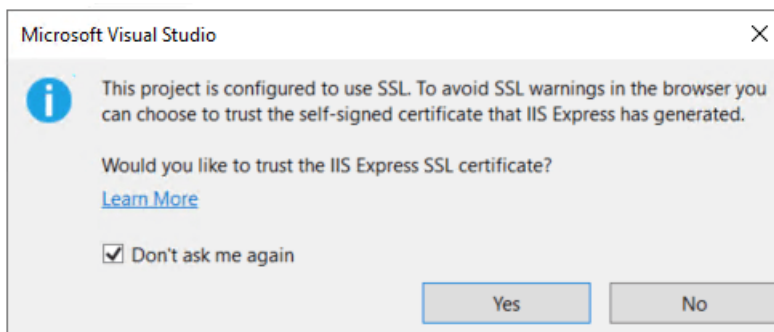 Microsoft Visual Studio
This project is configured to use SSL. To avoid SSL warnings in the browser you
can choose to trust the self-signed certificate that IIS Express has generated.
Would you like to trust the IIS Express SSL certificate?
Learn More
Don't ask me again
Yes
No